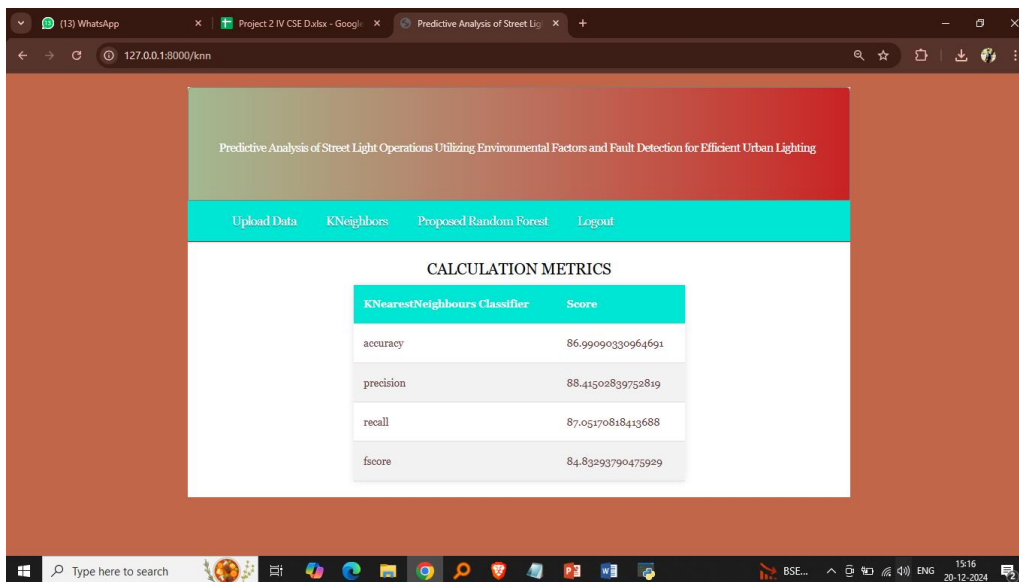 (13) WhatsApp
Project 2 IV CSE D.xlsx - Google
Predictive Analysis of Street Lig
127.0.0.1:8000/knn
Predictive Analysis of Street Light Operations Utilizing Environmental Factors and Fault Detection for Efficient Urban Lighting
Upload Data KNeighbors Proposed Random Forest Logout
CALCULATION METRICS
KNearestNeighbours Classifier Score
accuracy 86.99090330964691
precision 88.41502839752819
recall 87.05170818413688
fscore 84.83293790475929
Type here to search
BSE...
ENG
15:16
20-12-2024